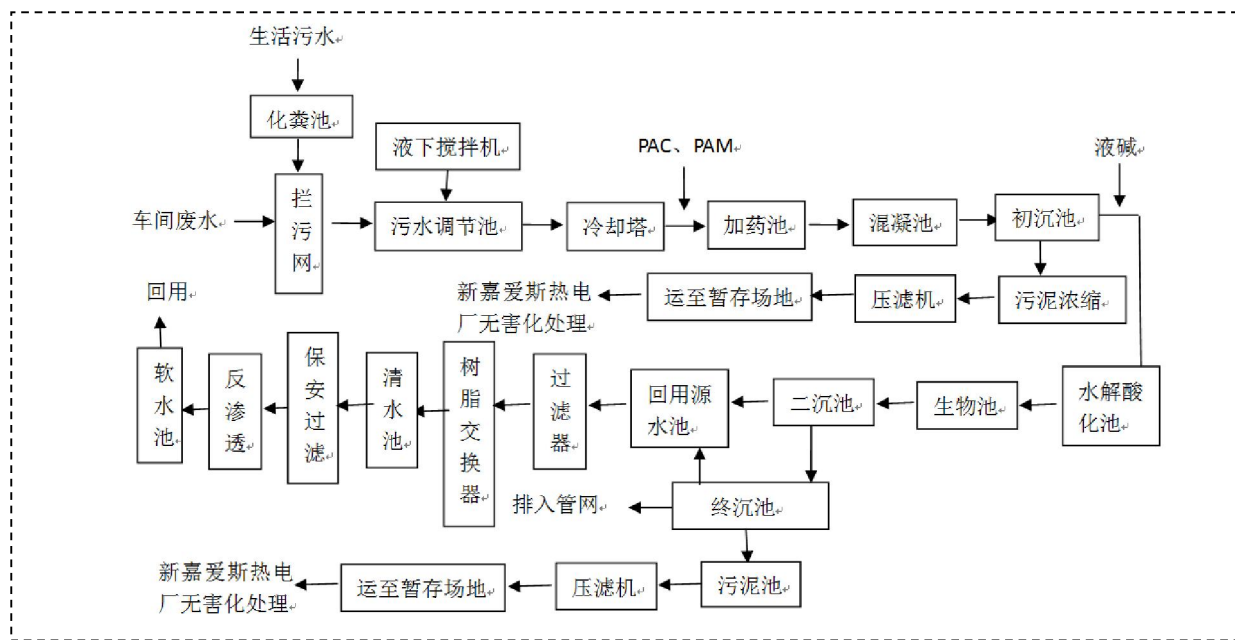 生活污水
化粪池
液下搅拌机
PAC、PAM
液碱
车间废水
拦污网
污水调节池
冷却塔
加药池
混凝池
初沉池
回用
新嘉爱斯热电
厂无害化处理
运至暂存场地
压滤机
污泥浓缩
软水池
反渗透
保安过滤
清水池
树脂交换器
过滤器
回用源
水池
二沉池
生物池
水解酸
化池
排入管网
终沉池
新嘉爱斯热电
厂无害化处理
运至暂存场地
压滤机
污泥池